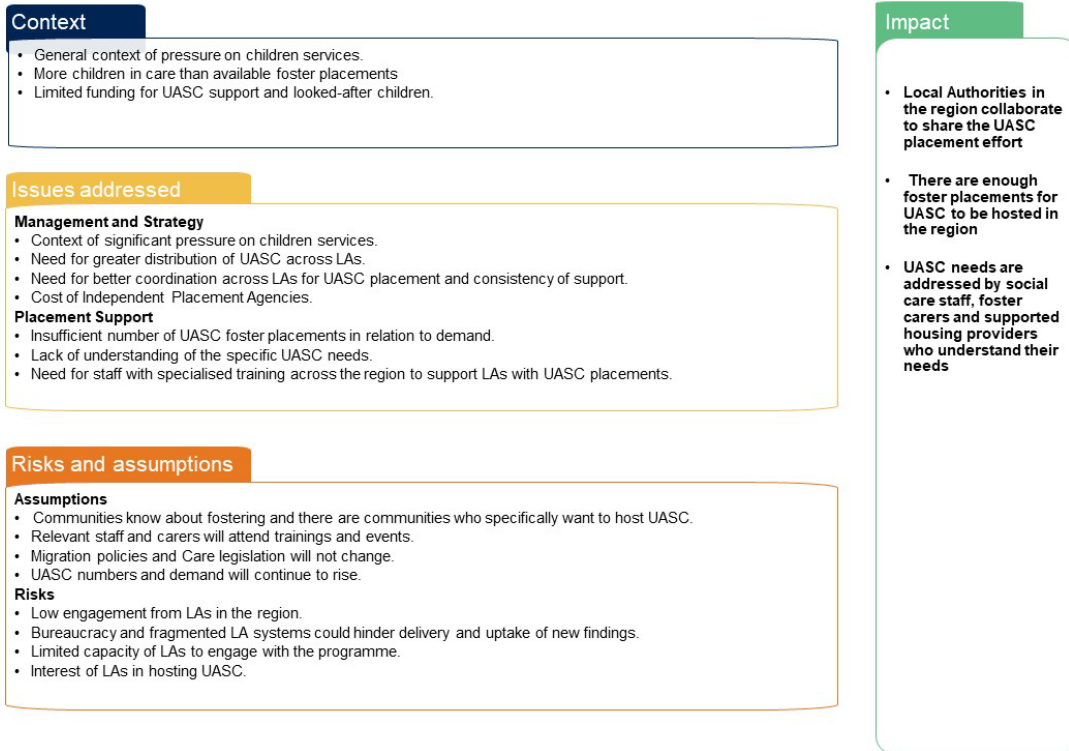 Context
• General context of pressure on children services.
• More children in care than available foster placements
• Limited funding for UASC support and looked-after children.
Issues addressed
Management and Strategy
• Context of significant pressure on children services.
• Need for greater distribution of UASC across LAs.
• Need for better coordination across LAs for UASC placement and consistency of support.
• Cost of Independent Placement Agencies.
Placement Support
• Insufficient number of UASC foster placements in relation to demand.
• Lack of understanding of the specific UASC needs.
• Need for staff with specialised training across the region to support LAs with UASC placements.
Risks and assumptions
Assumptions
• Communities know about fostering and there are communities who specifically want to host UASC.
• Relevant staff and carers will attend trainings and events.
• Migration policies and Care legislation will not change.
• UASC numbers and demand will continue to rise.
Risks
• Low engagement from LAs in the region.
• Bureaucracy and fragmented LA systems could hinder delivery and uptake of new findings.
• Limited capacity of LAs to engage with the programme.
• Interest of LAs in hosting UASC.
Impact
• Local Authorities in
the region collaborate
to share the UASC
placement effort
• There are enough
foster placements for
UASC to be hosted in
the region
• UASC needs are
addressed by social
care staff, foster
carers and supported
housing providers
who understand their
needs